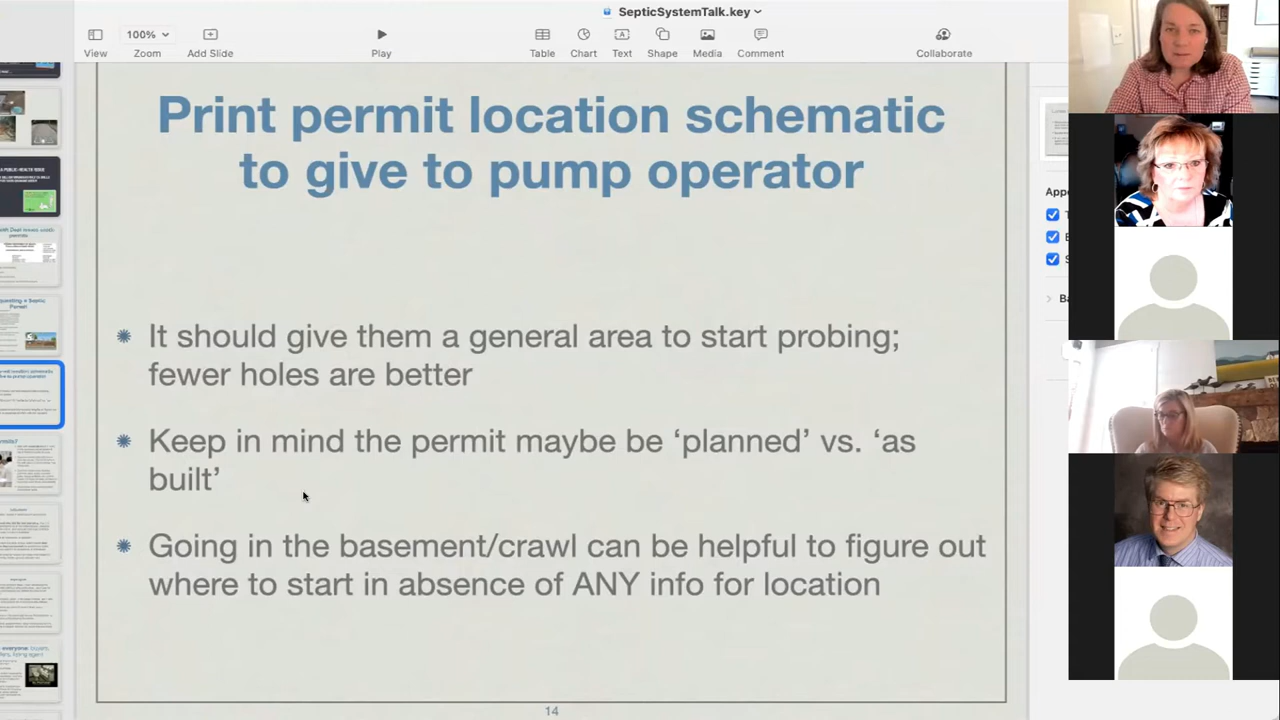 SepticSystemTalk.key
100%
View
Zoom
Add Slide
Play
Table
Chart
Text
Shape
Media
Comment
Collaborate
Print permit location schematic
to give to pump operator
It should give them a general area to start probing;
fewer holes are better
Keep in mind the permit maybe be ‘planned’ vs. ‘as
built’
Going in the basement/crawl can be helpful to figure out
where to start in absence of ANY info for location
14